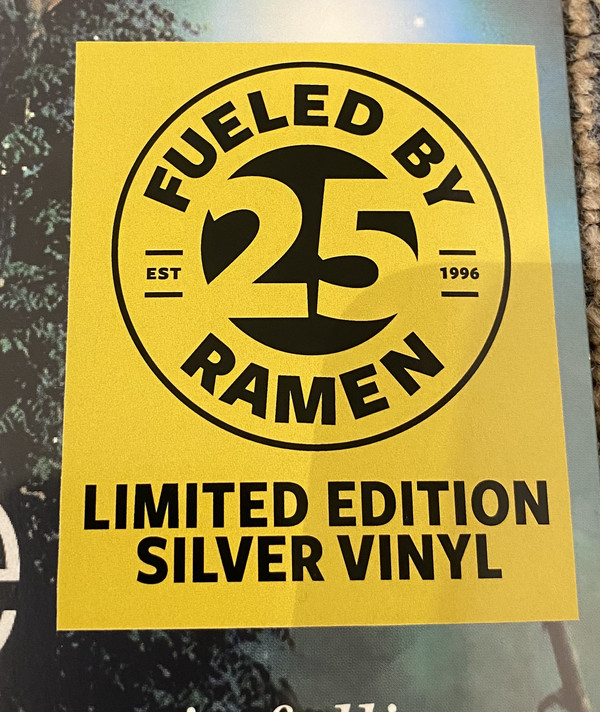 FUELED BY
25
EST 1996
RAMEN
LIMITED EDITION
SILVER VINYL